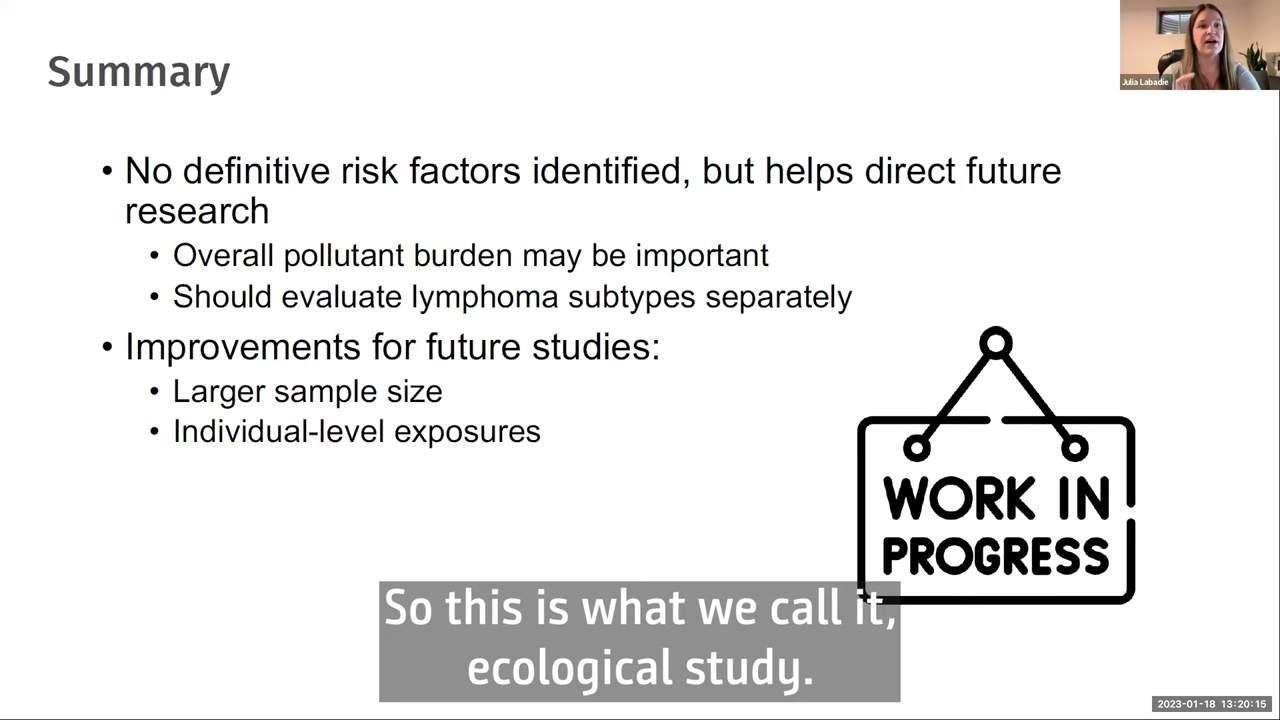 Summary
Julia Labadie
• No definitive risk factors identified, but helps direct future
research
• Overall pollutant burden may be important
• Should evaluate lymphoma subtypes separately
• Improvements for future studies:
• Larger sample size
• Individual-level exposures
WORK IN
PROGRESS
So this is what we call it,
ecological study.
2023-01-18 13:20:15